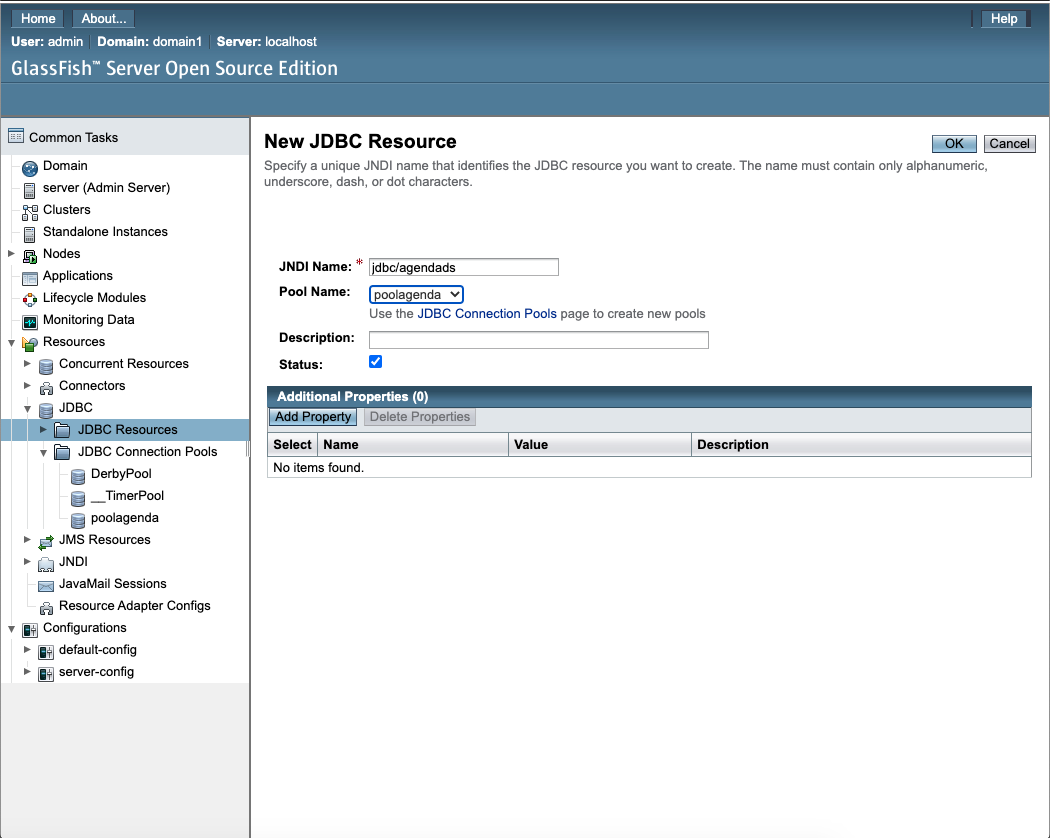 Home About... Help
User: admin Domain: domain1 Server: localhost
GlassFish™ Server Open Source Edition
Common Tasks
Domain
server (Admin Server)
Clusters
Standalone Instances
Nodes
Applications
Lifecycle Modules
Monitoring Data
Resources
Concurrent Resources
Connectors
JDBC
JDBC Resources
JDBC Connection Pools
DerbyPool
__TimerPool
poolagenda
JMS Resources
JNDI
JavaMail Sessions
Resource Adapter Configs
Configurations
default-config
server-config
New JDBC Resource
OK Cancel
Specify a unique JNDI name that identifies the JDBC resource you want to create. The name must contain only alphanumeric,
underscore, dash, or dot characters.
JNDI Name: * jdbc/agendads
Pool Name: poolagenda
Use the JDBC Connection Pools page to create new pools
Description:
Status:
Additional Properties (0)
Add Property Delete Properties
Select Name Value Description
No items found.